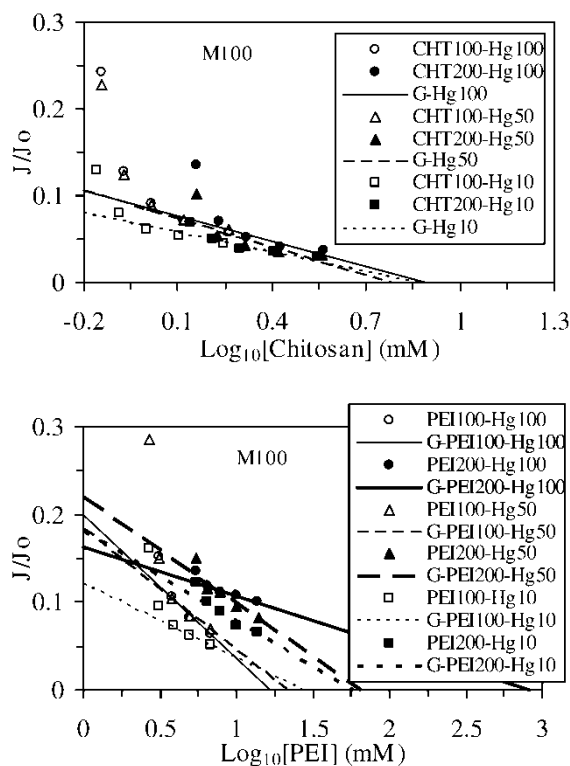 M100
CHT100-Hg100
CHT200-Hg100
G-Hg100
CHT100-Hg50
CHT200-Hg50
G-Hg50
CHT100-Hg10
CHT200-Hg10
G-Hg10
J/Jo
0.3
0.2
0.1
0
-0.2
0.1
0.4
0.7
1
1.3
Log10[Chitosan] (mM)
M100
PEI100-Hg100
G-PEI100-Hg100
PEI200-Hg100
G-PEI200-Hg100
PEI100-Hg50
G-PEI100-Hg50
PEI200-Hg50
G-PEI200-Hg50
PEI100-Hg10
G-PEI100-Hg10
PEI200-Hg10
G-PEI200-Hg10
J/Jo
0.3
0.2
0.1
0
0
0.5
1
1.5
2
2.5
3
Log10[PEI] (mM)